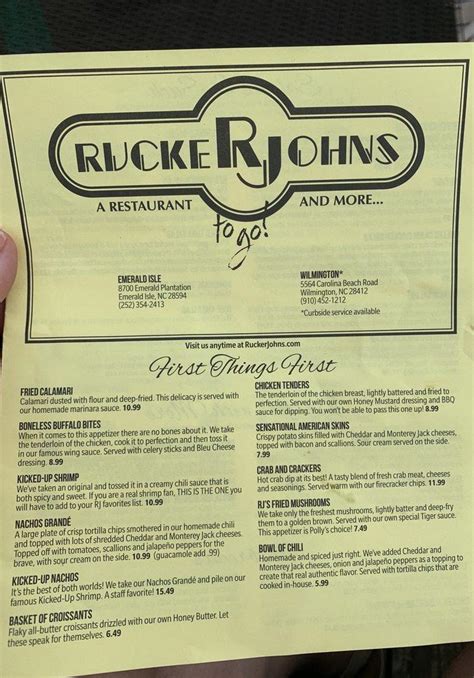 RUCKERJOHNS
A RESTAURANT AND MORE...
to go!
EMERALD ISLE
8700 Emerald Plantation
Emerald Isle, NC 28594
(252) 354-2413
WILMINGTON*
5564 Carolina Beach Road
Wilmington, NC 28412
(910) 452-1212
*Curbside service available
Visit us anytime at RuckerJohns.com
First Things First
FRIED CALAMARI
Calamari dusted with flour and deep-fried. This delicacy is served with
our homemade marinara sauce. 10.99
BONELESS BUFFALO BITES
When it comes to this appetizer there are no bones about it. We take
the tenderloin of the chicken, cook it to perfection and then toss it
in our famous wing sauce. Served with celery sticks and Bleu Cheese
dressing. 8.99
KICKED-UP SHRIMP
We've taken an original and tossed it in a creamy chili sauce that is
both spicy and sweet. If you are a real shrimp fan, THIS IS THE ONE you
will have to add to your RJ favorites list. 10.99
NACHOS GRANDÉ
A large plate of crisp tortilla chips smothered in our homemade chili
and topped with lots of shredded Cheddar and Monterey Jack cheeses.
Topped off with tomatoes, scallions and jalapeño peppers for the
brave, with sour cream on the side. 10.99 (guacamole add .99)
KICKED-UP NACHOS
It's the best of both worlds! We take our Nachos Grandé and pile on our
famous Kicked-Up Shrimp. A staff favorite! 15.49
BASKET OF CROISSANTS
Flaky all-butter croissants drizzled with our own Honey Butter. Let
these speak for themselves. 6.49
CHICKEN TENDERS
The tenderloin of the chicken breast, lightly battered and fried to
perfection. Served with our own Honey Mustard dressing and BBQ
sauce for dipping. You won't be able to pass this one up! 8.99
SENSATIONAL AMERICAN SKINS
Crispy potato skins filled with Cheddar and Monterey Jack cheeses,
topped with bacon and scallions. Sour cream served on the side.
7.99
CRAB AND CRACKERS
Hot crab dip at its best! A tasty blend of fresh crab meat, cheeses
and seasonings. Served warm with our firecracker chips. 11.99
RJ'S FRIED MUSHROOMS
We take only the freshest mushrooms, lightly batter and deep-fry
them to a golden brown. Served with our own special Tiger sauce.
This appetizer is Polly's choice! 7.49
BOWL OF CHILI
Homemade and spiced just right. We've added Cheddar and
Monterey Jack cheeses, onion and jalapeño peppers as a topping to
create that real authentic flavor. Served with tortilla chips that are
cooked in-house. 5.99